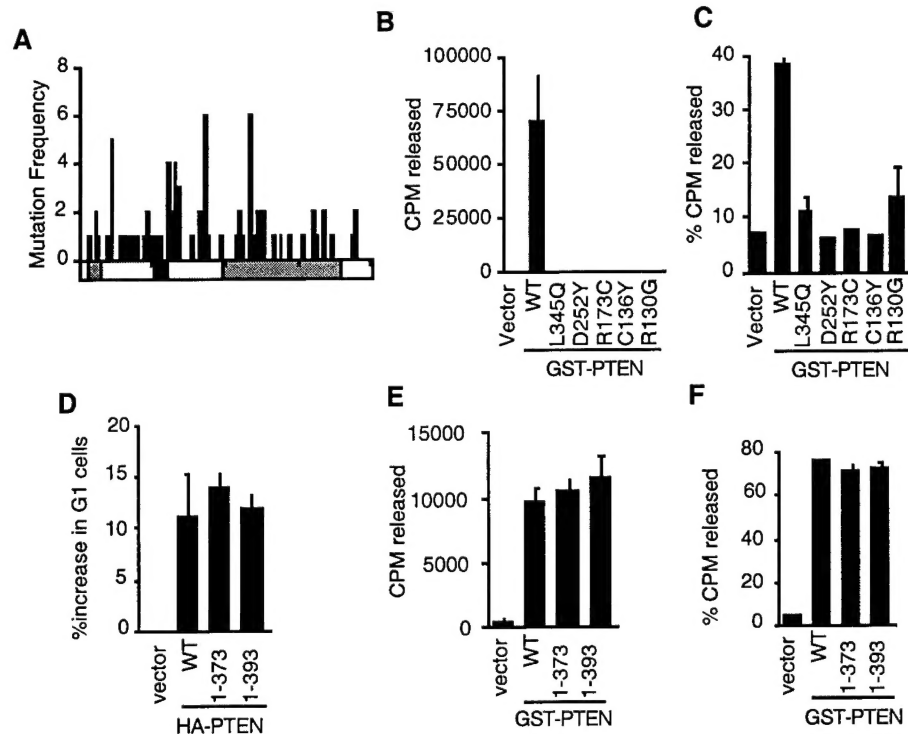 A
Mutation Frequency
8
6
4
2
0
B
CPM released
100000
75000
50000
25000
0
Vector
WT
L345Q
D252Y
R173C
C136Y
R130G
GST-PTEN
C
% CPM released
40
30
20
10
0
Vector
WT
L345Q
D252Y
R173C
C136Y
R130G
GST-PTEN
D
%increase in G1 cells
20
15
10
5
0
vector
WT
1-373
1-393
HA-PTEN
E
CPM released
15000
10000
5000
0
vector
WT
1-373
1-393
GST-PTEN
F
% CPM released
80
60
40
20
0
vector
WT
1-373
1-393
GST-PTEN